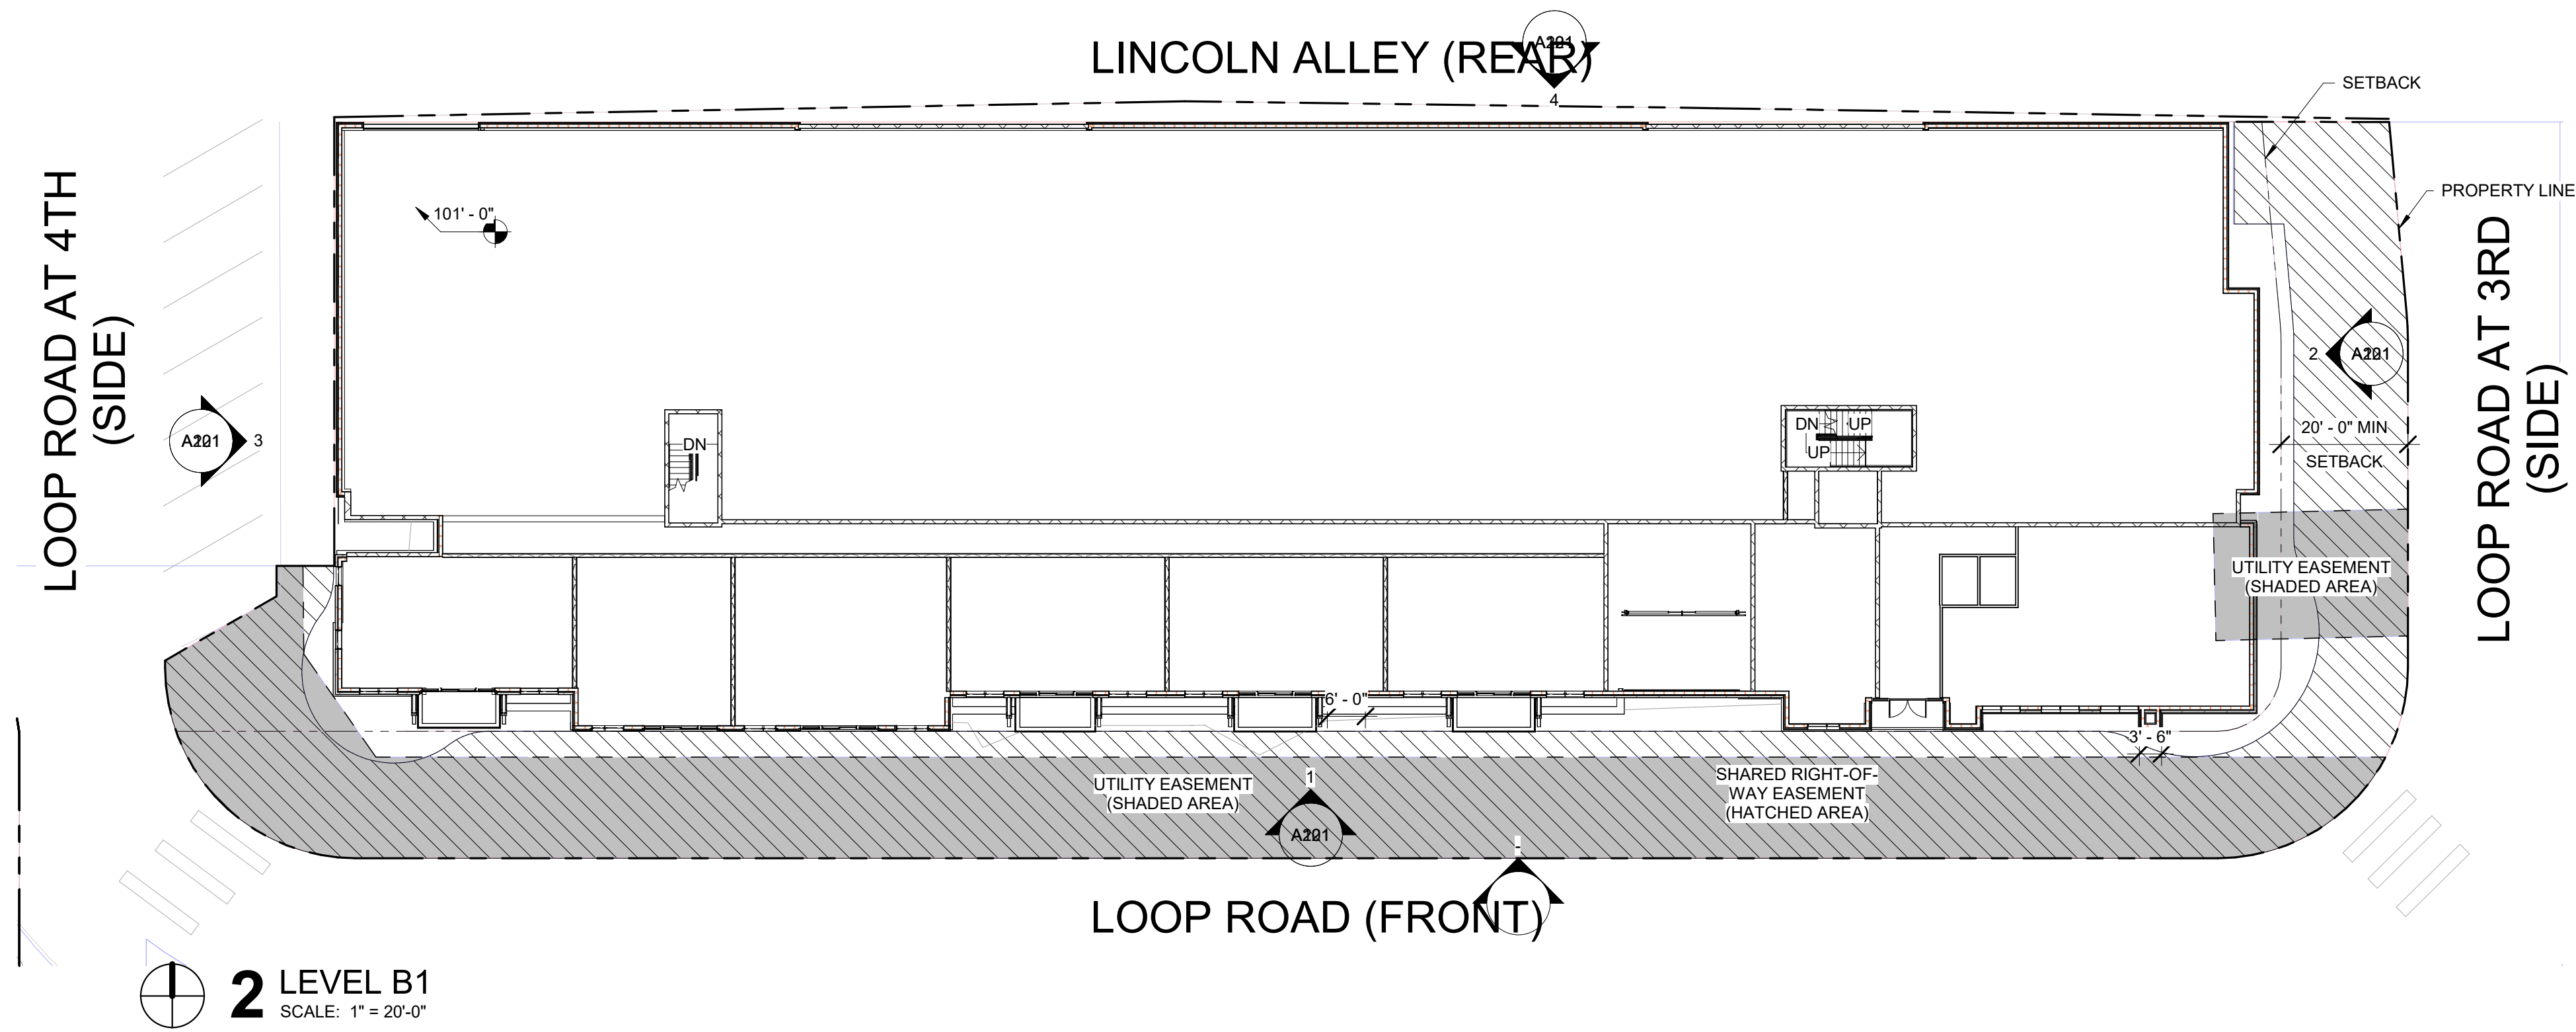 LINCOLN ALLEY (REAR)
4
SETBACK
PROPERTY LINE
LOOP ROAD AT 4TH
(SIDE)
101' - 0"
LOOP ROAD AT 3RD
(SIDE)
2
3
DN
DN
UP
UP
20' - 0" MIN
SETBACK
UTILITY EASEMENT
(SHADED AREA)
6' - 0"
3' - 6"
UTILITY EASEMENT
(SHADED AREA)
1
SHARED RIGHT-OF-
WAY EASEMENT
(HATCHED AREA)
-
LOOP ROAD (FRONT)
2 LEVEL B1
SCALE: 1" = 20'-0"